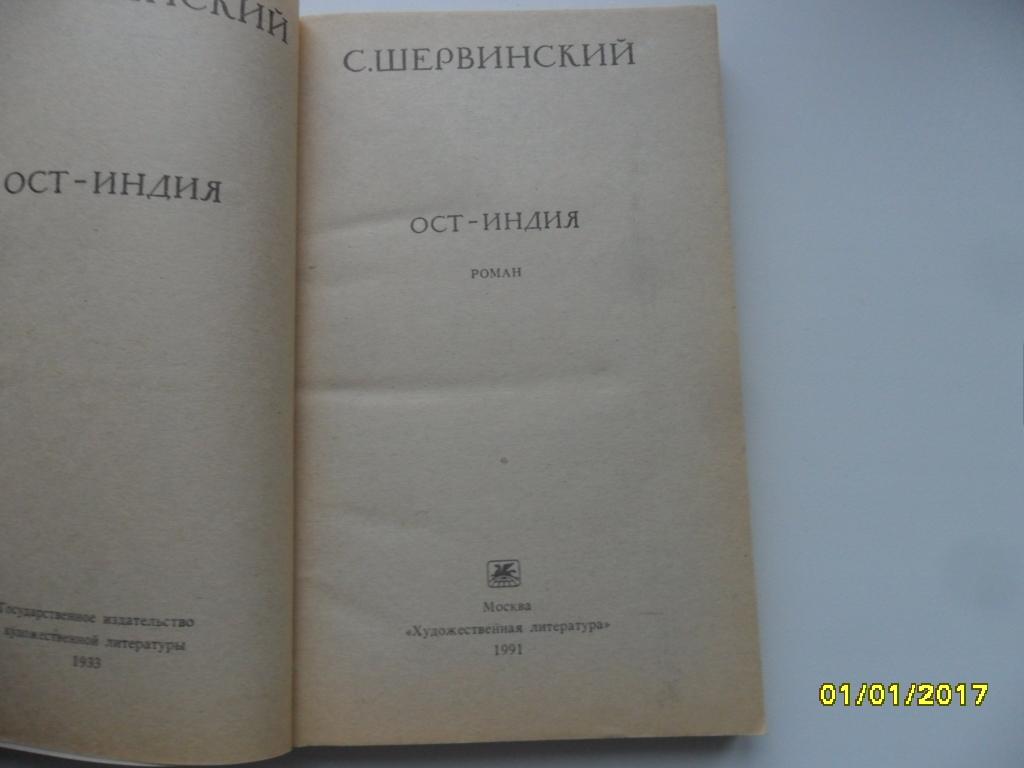 ОСТ-ИНДИЯ
Государственное издательство
художественной литературы
1933
С.ШЕРВИНСКИЙ
ОСТ-ИНДИЯ
РОМАН
Москва
«Художественная литература»
1991
01/01/2017